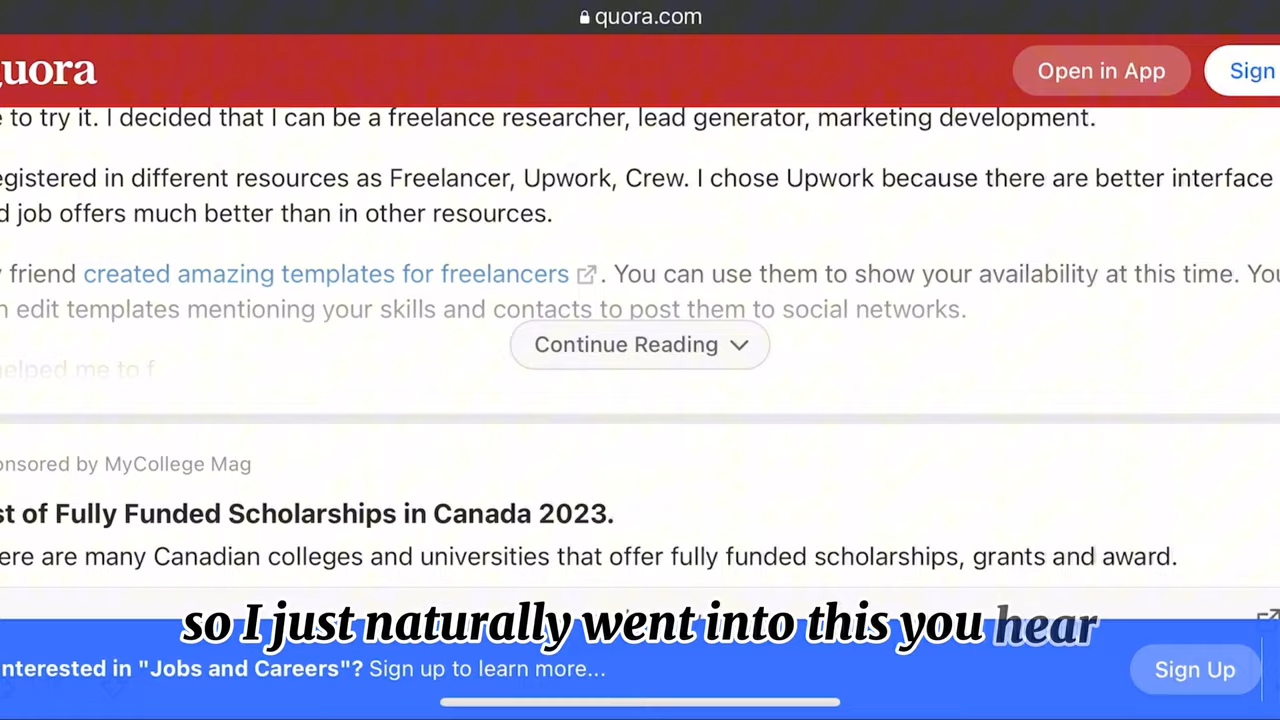 quora.com
uora
Open in App
Sign
to try it. I decided that I can be a freelance researcher, lead generator, marketing development.
egistered in different resources as Freelancer, Upwork, Crew. I chose Upwork because there are better interface
d job offers much better than in other resources.
friend created amazing templates for freelancers. You can use them to show your availability at this time. You
n edit templates mentioning your skills and contacts to post them to social networks.
Continue Reading
helped me to f
onsored by MyCollege Mag
st of Fully Funded Scholarships in Canada 2023.
ere are many Canadian colleges and universities that offer fully funded scholarships, grants and award.
so I just naturally went into this you hear
nterested in "Jobs and Careers"? Sign up to learn more...
Sign Up